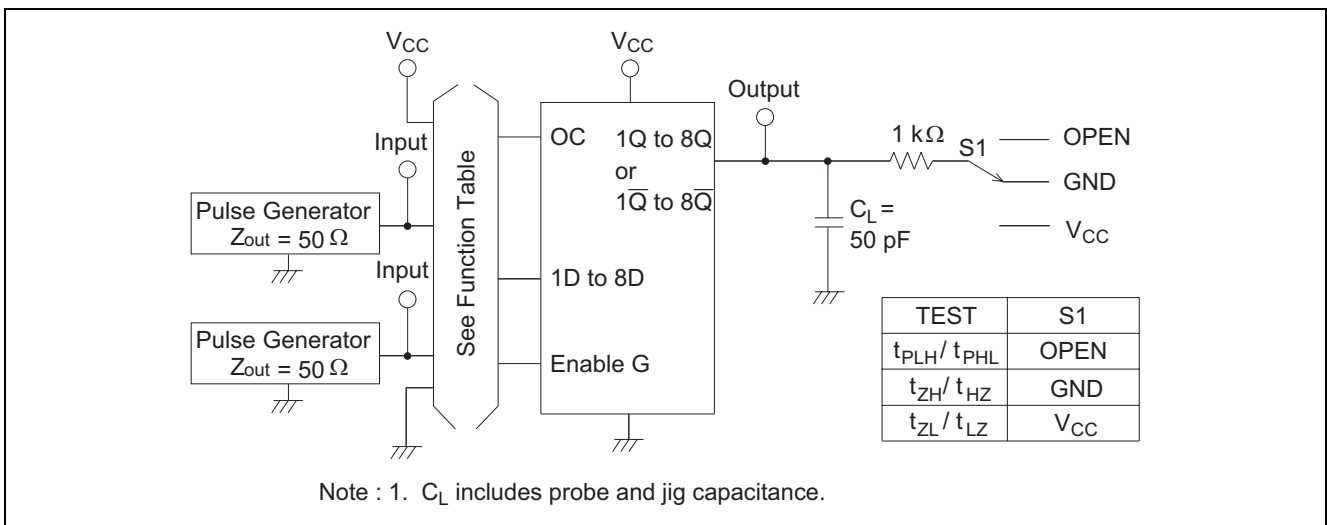 VCC
VCC
Output
Input
OC
1Q to 8Q
or
1Q̅ to 8Q̅
1 kΩ
S1
OPEN
GND
VCC
Pulse Generator
Zout = 50 Ω
See Function Table
CL =
50 pF
Input
1D to 8D
Pulse Generator
Zout = 50 Ω
Enable G
TEST S1
tPLH / tPHL OPEN
tZH / tHZ GND
tZL / tLZ VCC
Note : 1. CL includes probe and jig capacitance.